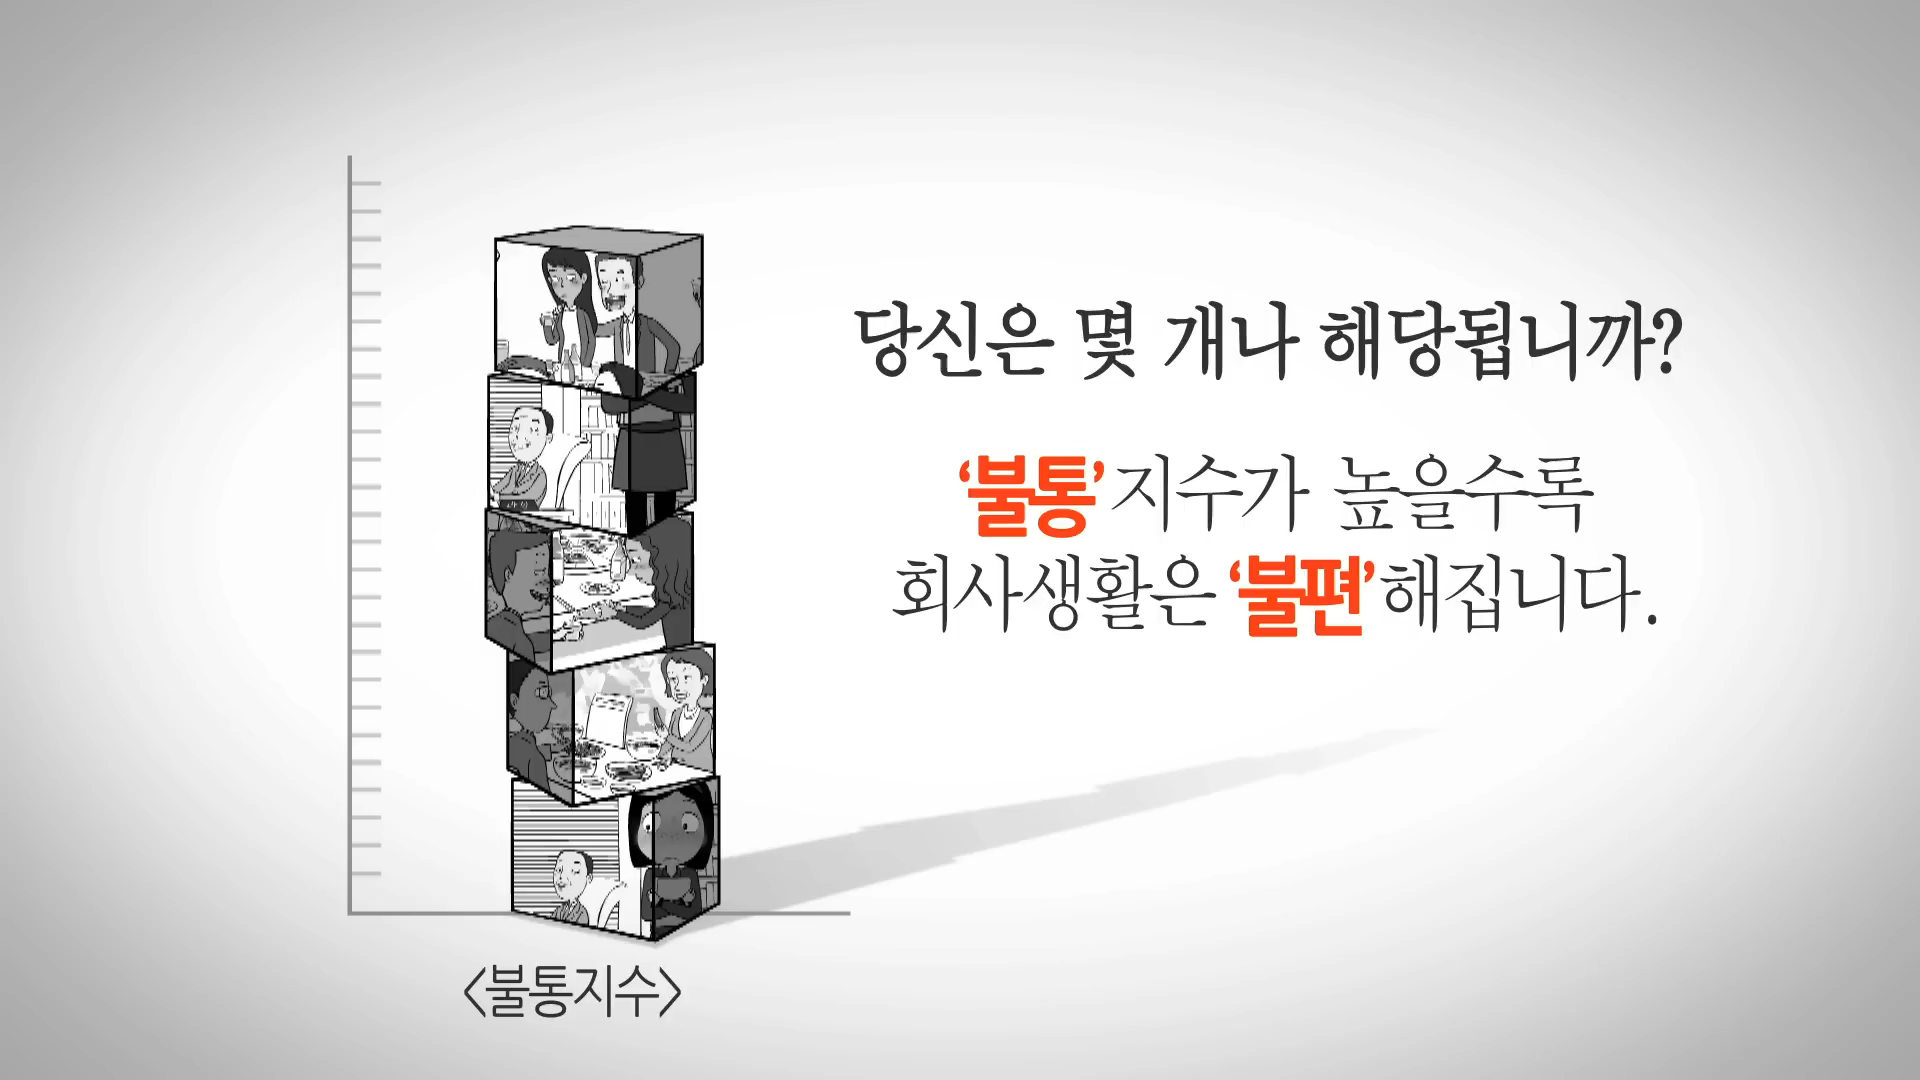 당신은 몇 개나 해당됩니까?
‘불통’지수가 높을수록
회사생활은 ‘불편’해집니다.
<불통지수>